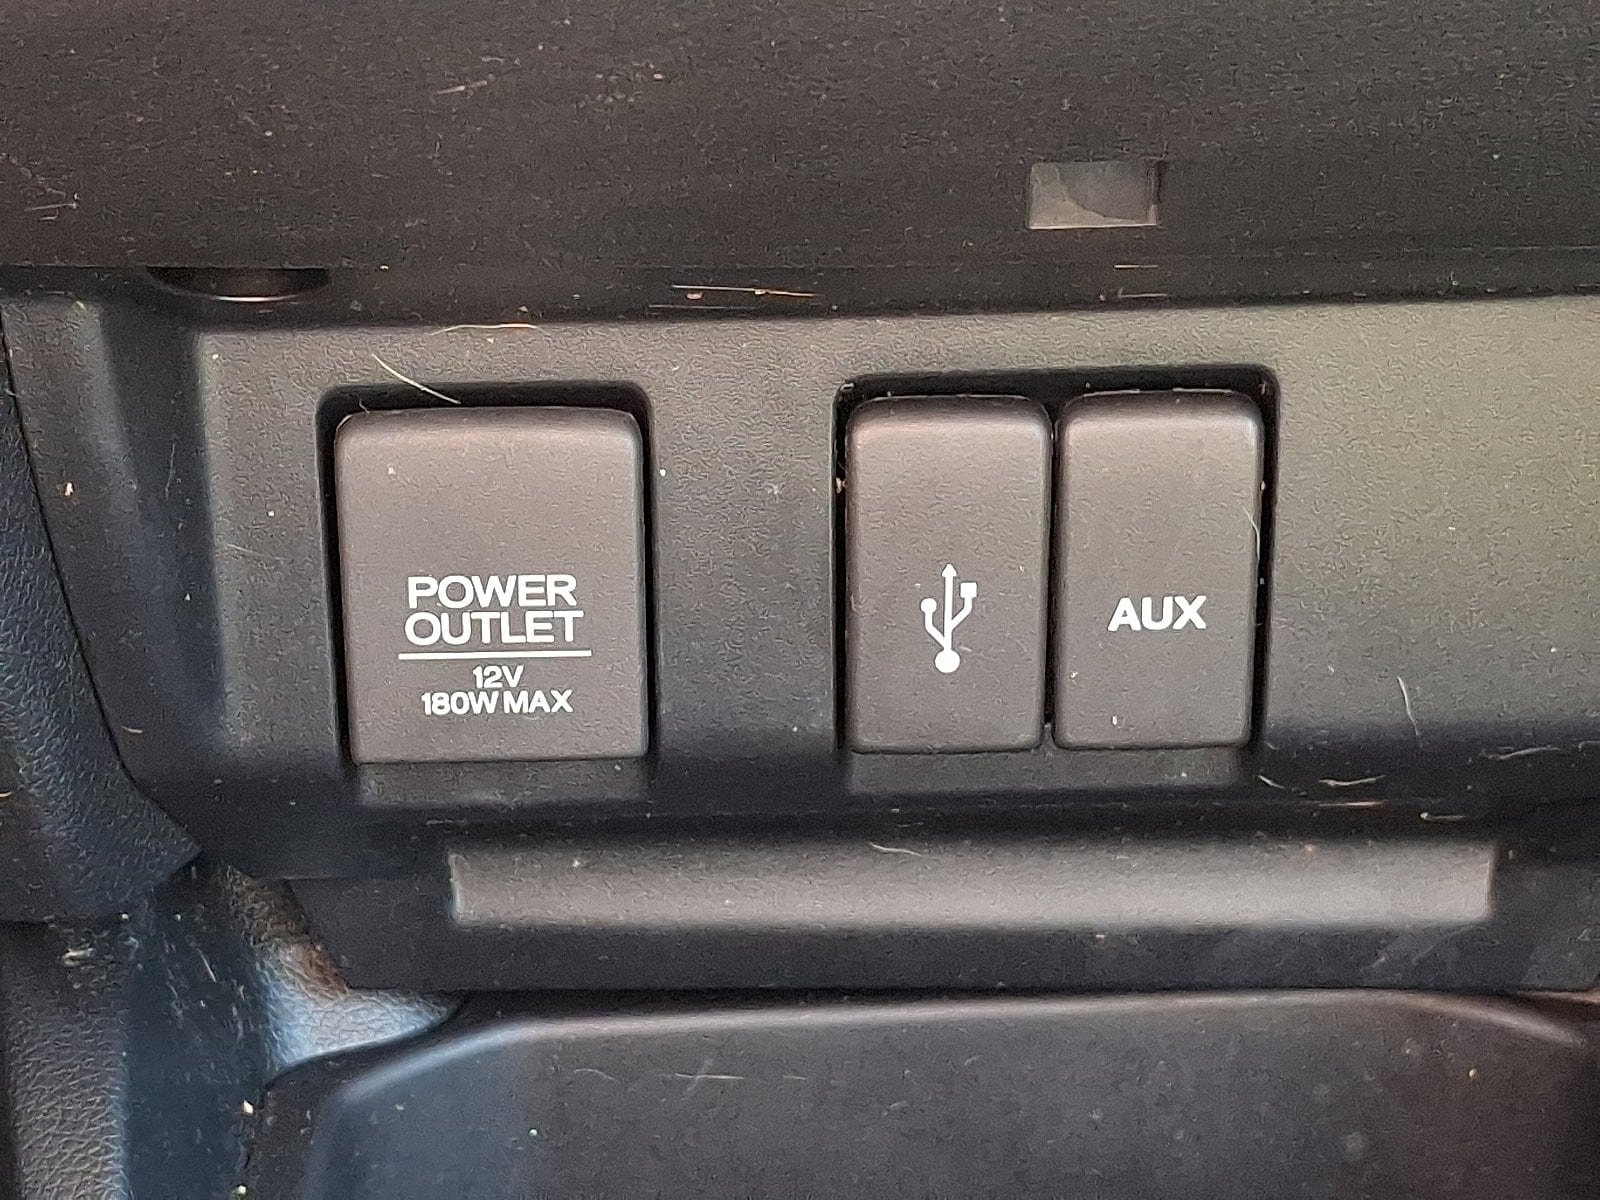 POWER
OUTLET
12V
180W MAX
AUX